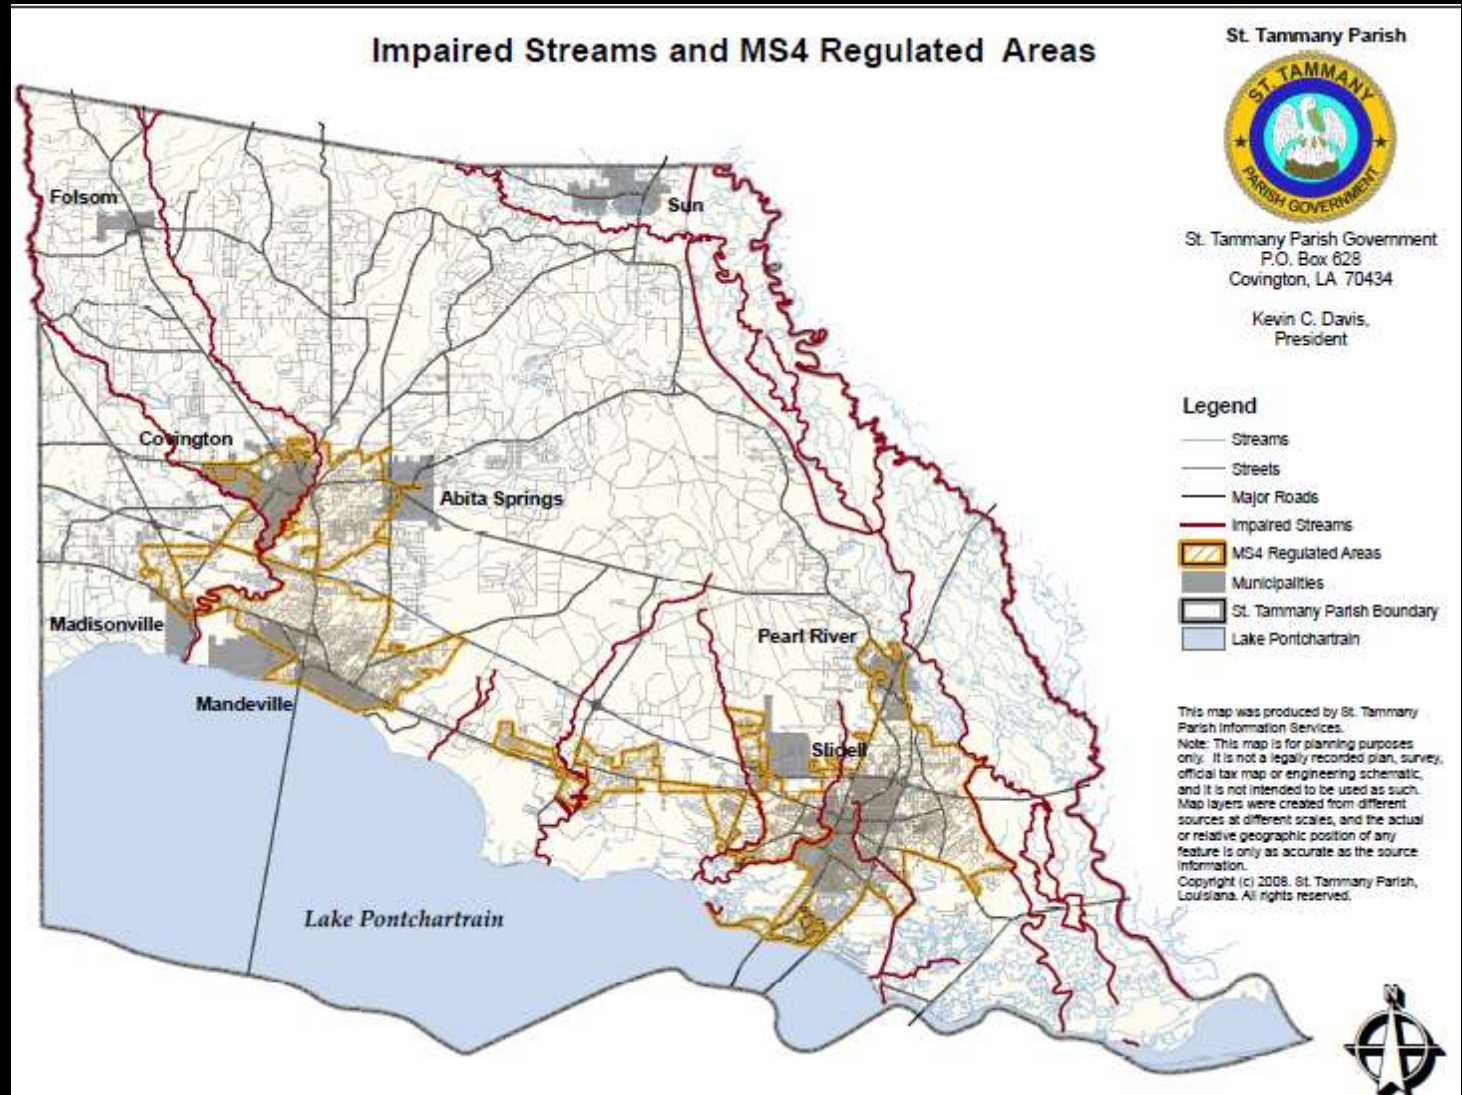 Impaired Streams and MS4 Regulated Areas
St. Tammany Parish
ST. TAMMANY
PARISH GOVERNMENT
St. Tammany Parish Government
P.O. Box 628
Covington, LA 70434
Kevin C. Davis,
President
Folsom
Sun
Covington
Abita Springs
Madisonville
Mandeville
Pearl River
Slidell
Lake Pontchartrain
Legend
Streams
Streets
Major Roads
Impaired Streams
MS4 Regulated Areas
Municipalities
St. Tammany Parish Boundary
Lake Pontchartrain
This map was produced by St. Tammany
Parish Information Services.
Note: This map is for planning purposes
only. It is not a legally recorded plan, survey,
official tax map or engineering schematic,
and it is not intended to be used as such.
Map layers were created from different
sources at different scales, and the actual
or relative geographic position of any
feature is only as accurate as the source
information.
Copyright (c) 2008. St. Tammany Parish,
Louisiana. All rights reserved.
N